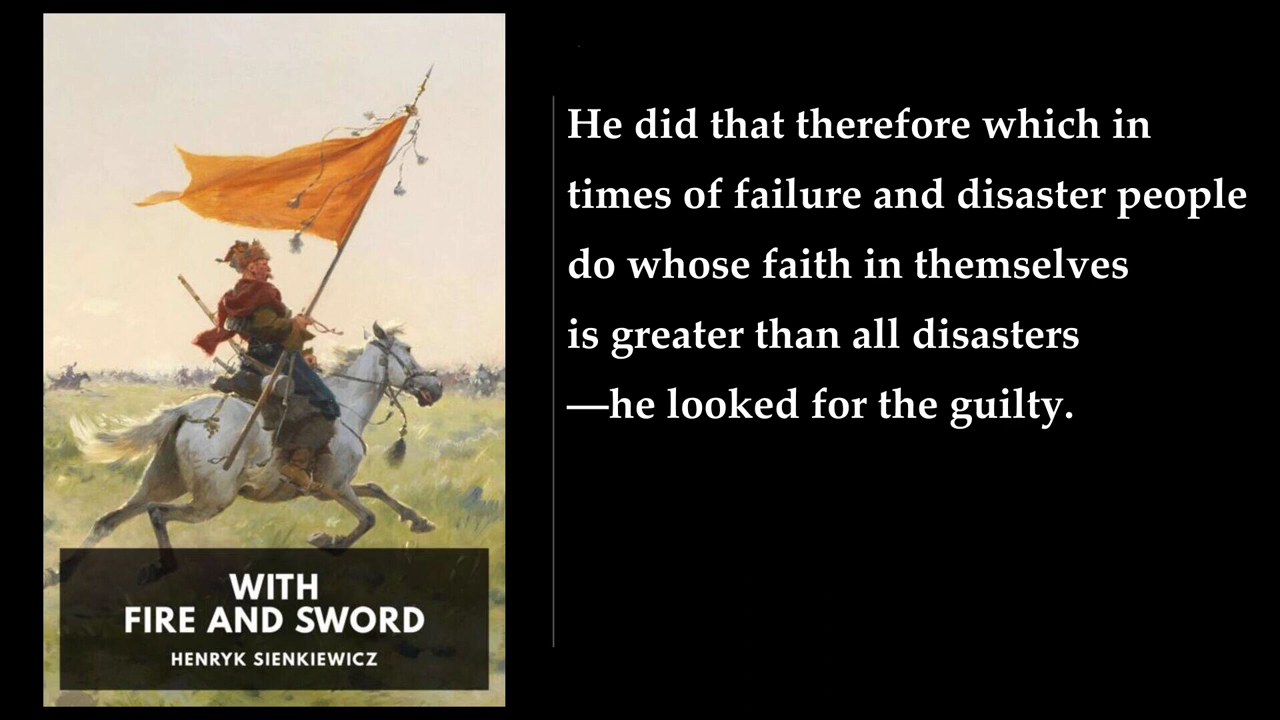 WITH
FIRE AND SWORD
HENRYK SIENKIEWICZ
He did that therefore which in
times of failure and disaster people
do whose faith in themselves
is greater than all disasters
—he looked for the guilty.